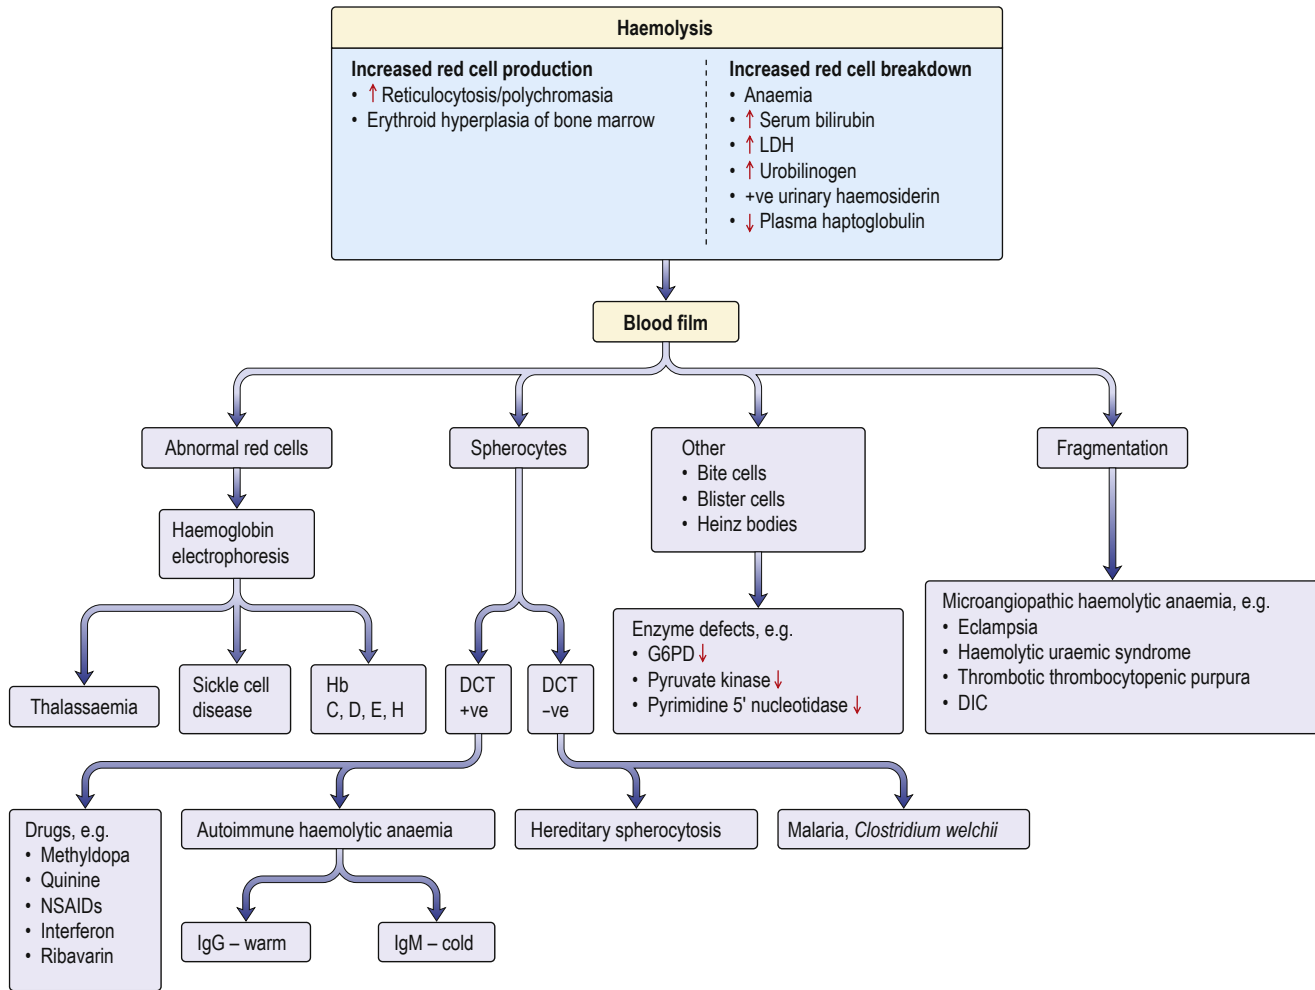 Haemolysis
Increased red cell production
• ↑ Reticulocytosis/polychromasia
• Erythroid hyperplasia of bone marrow
Increased red cell breakdown
• Anaemia
• ↑ Serum bilirubin
• ↑ LDH
• ↑ Urobilinogen
• +ve urinary haemosiderin
• ↓ Plasma haptoglobulin
Blood film
Abnormal red cells
Spherocytes
Other
• Bite cells
• Blister cells
• Heinz bodies
Fragmentation
Haemoglobin
electrophoresis
Thalassaemia
Sickle cell
disease
Hb
C, D, E, H
DCT
+ve
DCT
–ve
Enzyme defects, e.g.
• G6PD ↓
• Pyruvate kinase ↓
• Pyrimidine 5' nucleotidase ↓
Microangiopathic haemolytic anaemia, e.g.
• Eclampsia
• Haemolytic uraemic syndrome
• Thrombotic thrombocytopenic purpura
• DIC
Drugs, e.g.
• Methyldopa
• Quinine
• NSAIDs
• Interferon
• Ribavarin
Autoimmune haemolytic anaemia
Hereditary spherocytosis
Malaria, Clostridium welchii
IgG – warm
IgM – cold